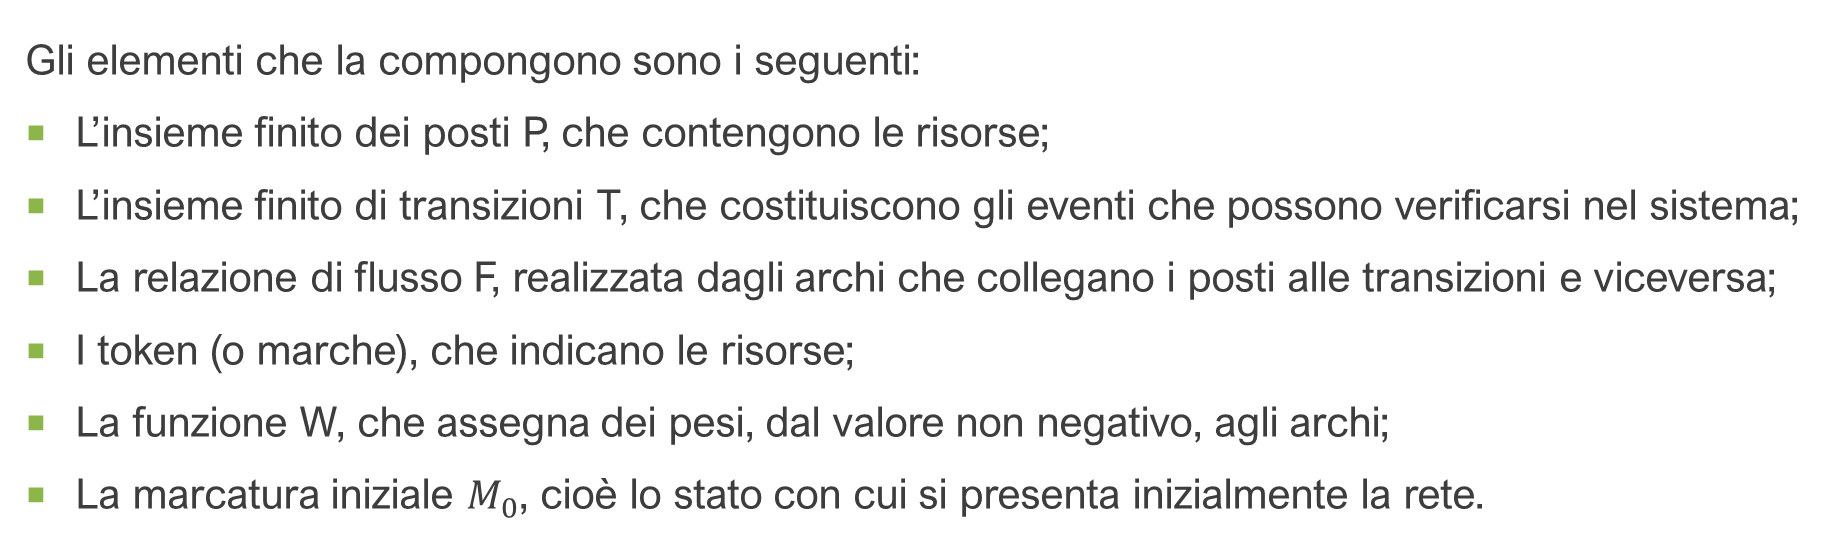 Gli elementi che la compongono sono i seguenti:
▪ L’insieme finito dei posti P, che contengono le risorse;
▪ L’insieme finito di transizioni T, che costituiscono gli eventi che possono verificarsi nel sistema;
▪ La relazione di flusso F, realizzata dagli archi che collegano i posti alle transizioni e viceversa;
▪ I token (o marche), che indicano le risorse;
▪ La funzione W, che assegna dei pesi, dal valore non negativo, agli archi;
▪ La marcatura iniziale M₀, cioè lo stato con cui si presenta inizialmente la rete.